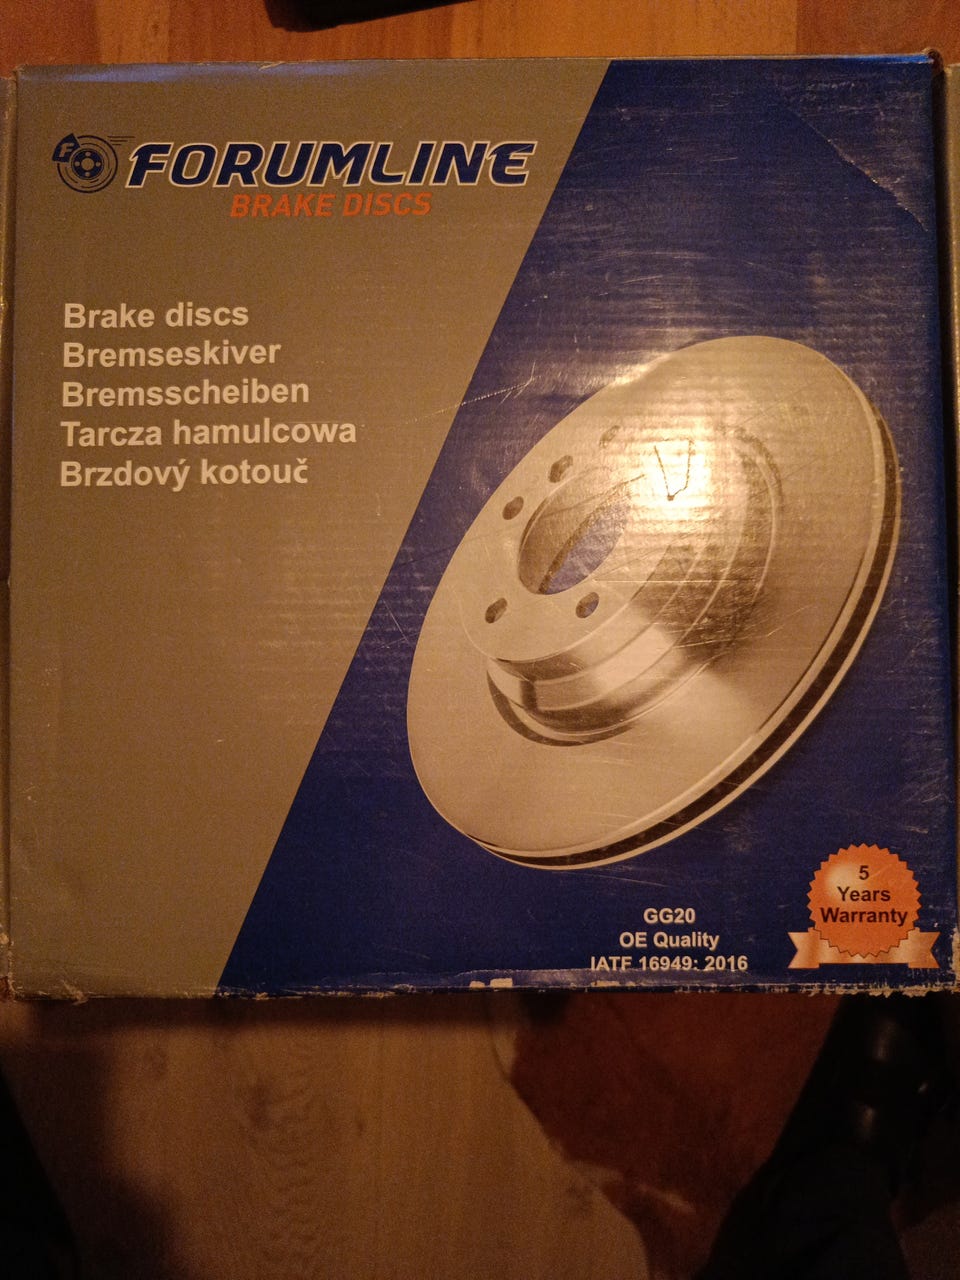 FORUMLINE
BRAKE DISCS
Brake discs
Bremseskiver
Bremsscheiben
Tarcza hamulcowa
Brzdový kotouč
GG20
OE Quality
IATF 16949: 2016
5
Years
Warranty